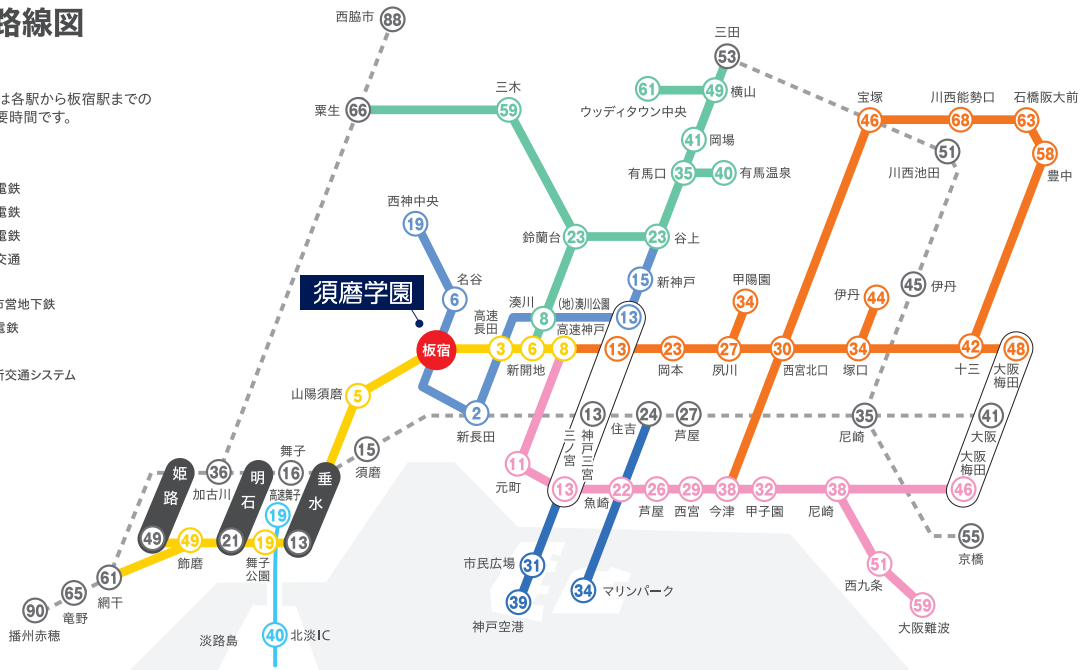 路線図
は各駅から板宿駅までの
要時間です。
電鉄
電鉄
電鉄
交通
市営地下鉄
電鉄
新交通システム
西脇市
88
三田
53
粟生
66
三木
59
61
ウッディタウン中央
49
横山
宝塚
46
川西能勢口
68
石橋阪大前
63
41
岡場
51
川西池田
58
豊中
有馬口
35
40
有馬温泉
西神中央
19
鈴蘭台
23
23
谷上
名谷
6
15
新神戸
甲陽園
34
伊丹
44
45
伊丹
須磨学園
湊川
8
(地)湊川公園
13
高速
長田
3
新開地
6
高速神戸
8
板宿
13
23
岡本
27
夙川
30
西宮北口
34
塚口
42
十三
48
大阪
梅田
山陽須磨
5
2
新長田
13
神戸三宮
三ノ宮
24
住吉
27
芦屋
35
尼崎
41
大阪
15
須磨
姫路
49
36
加古川
明石
21
舞子
16
高速舞子
19
垂水
13
11
元町
13
22
魚崎
26
芦屋
29
西宮
38
今津
32
甲子園
38
尼崎
大阪
梅田
46
49
飾磨
19
舞子
公園
55
京橋
61
網干
65
竜野
90
播州赤穂
市民広場
31
39
神戸空港
34
マリンパーク
51
西九条
59
大阪難波
淡路島
40
北淡IC